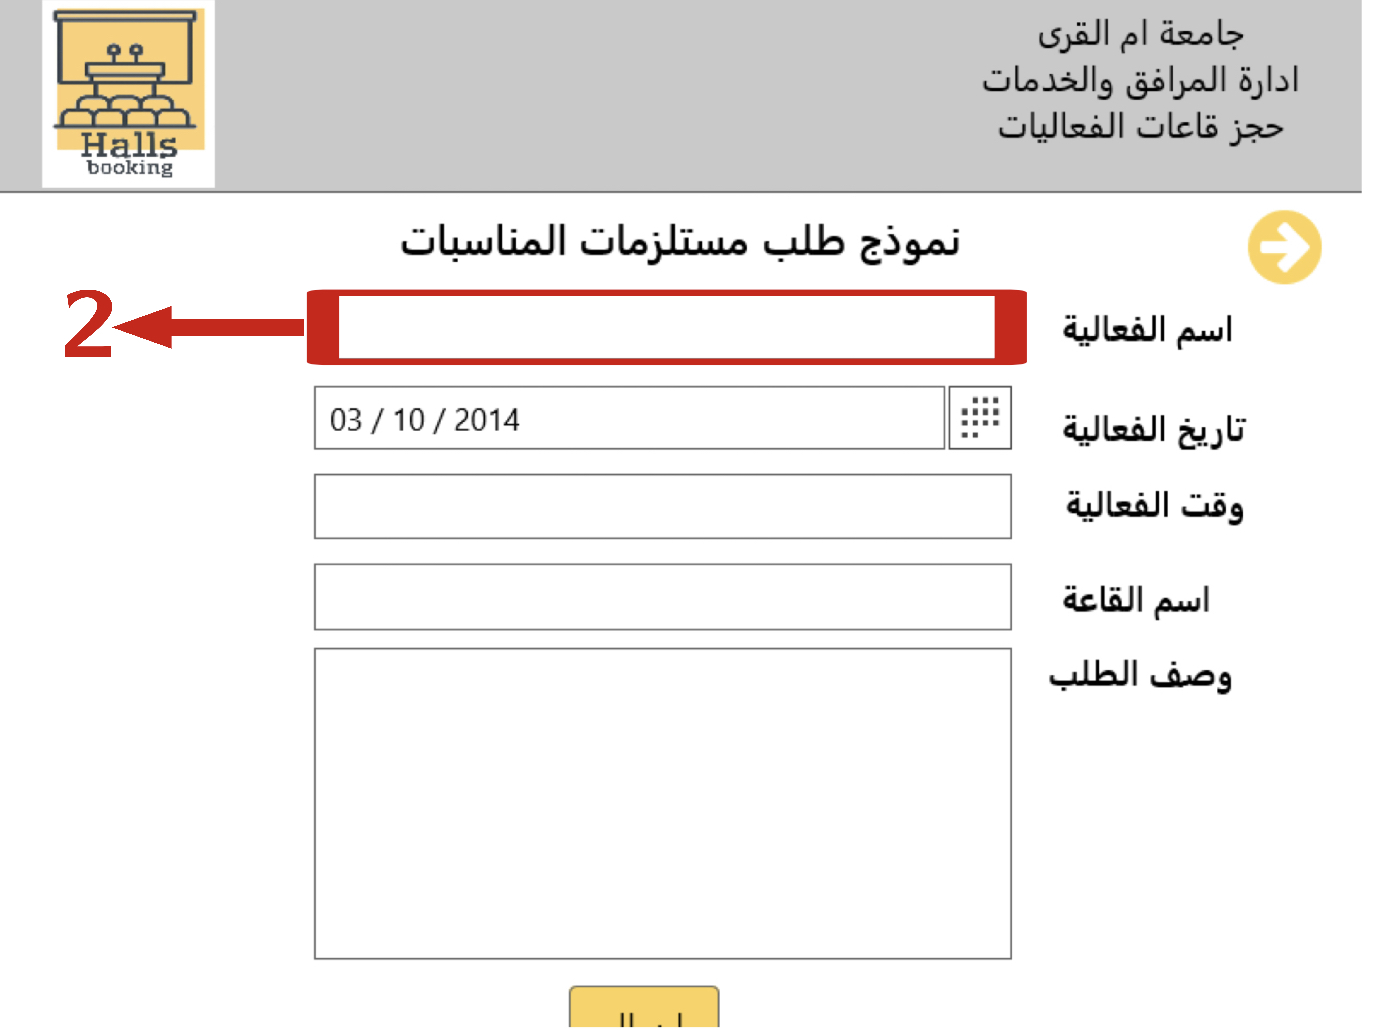 جامعة ام القرى
ادارة المرافق والخدمات
حجز قاعات الفعاليات
Halls
booking
نموذج طلب مستلزمات المناسبات
اسم الفعالية
2
تاريخ الفعالية
03 / 10 / 2014
وقت الفعالية
اسم القاعة
وصف الطلب